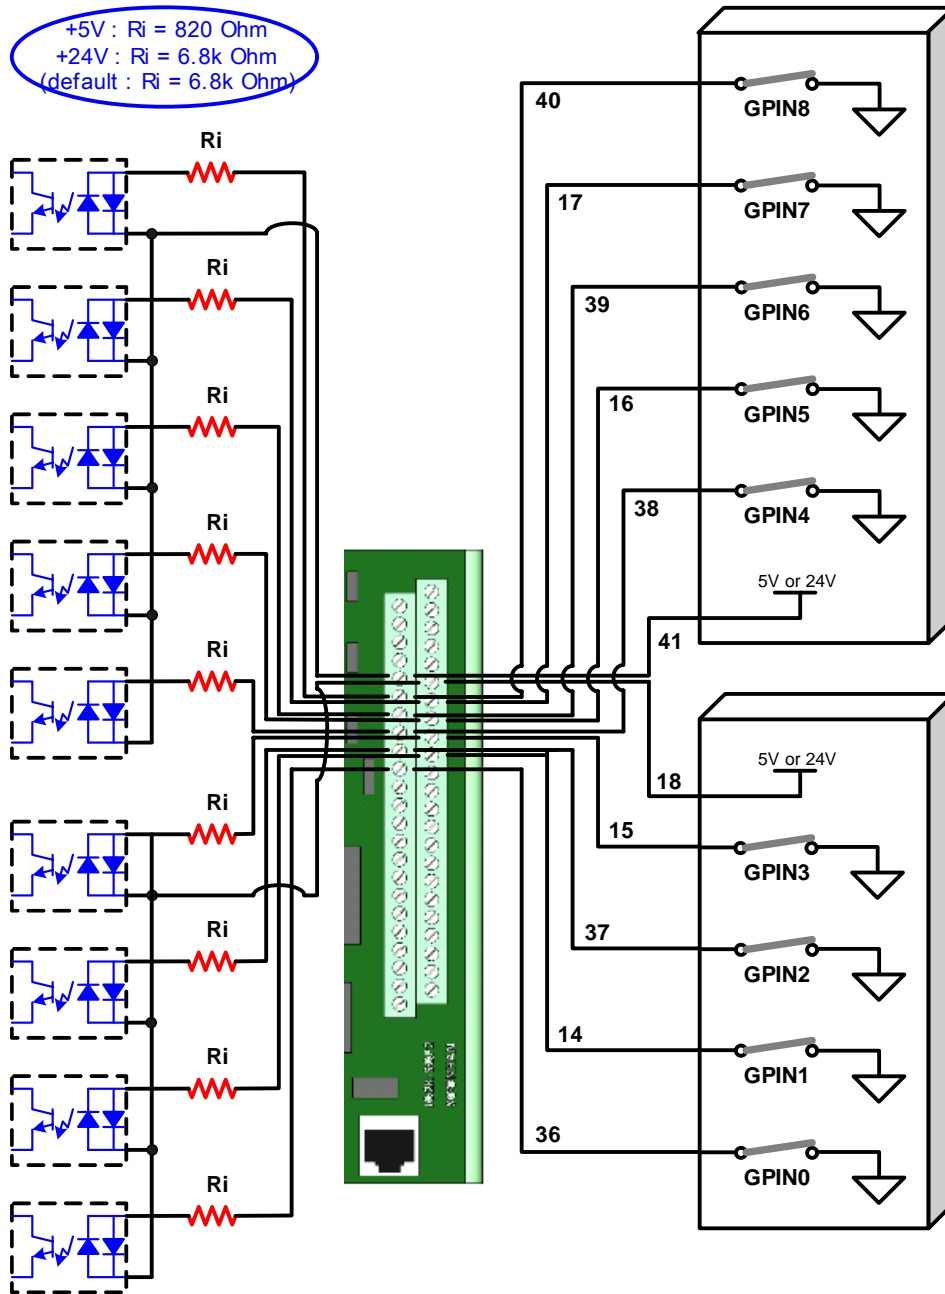 +5V : Ri = 820 Ohm
+24V : Ri = 6.8k Ohm
(default : Ri = 6.8k Ohm)
Ri
Ri
Ri
Ri
Ri
Ri
Ri
Ri
Ri
40
GPIN8
17
GPIN7
39
GPIN6
16
GPIN5
38
GPIN4
5V or 24V
41
5V or 24V
18
15
GPIN3
37
GPIN2
14
GPIN1
36
GPIN0